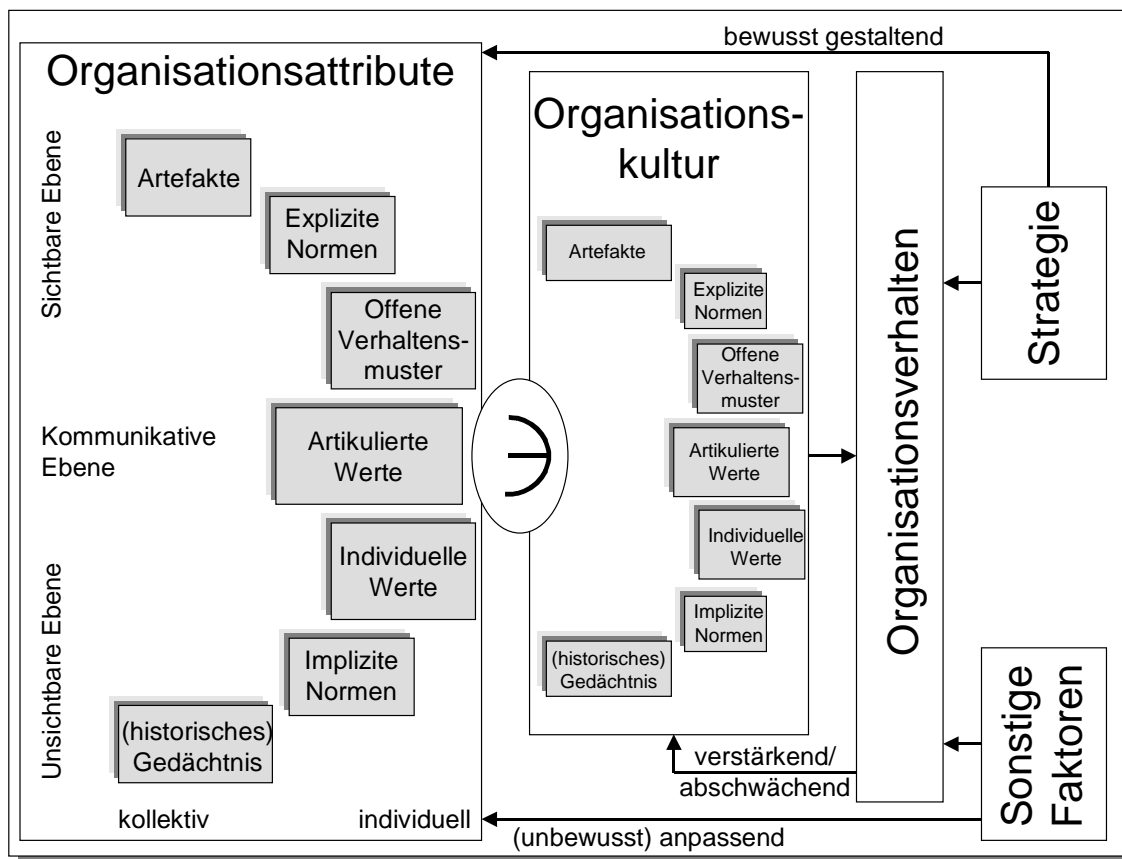 bewusst gestaltend
Organisationsattribute
Sichtbare Ebene
Artefakte
Explizite
Normen
Offene
Verhaltens-
muster
Kommunikative
Ebene
Artikulierte
Werte
Individuelle
Werte
Unsichtbare Ebene
Implizite
Normen
(historisches)
Gedächtnis
kollektiv
individuell
Organisations-
kultur
Artefakte
Explizite
Normen
Offene
Verhaltens-
muster
Artikulierte
Werte
Individuelle
Werte
Implizite
Normen
(historisches)
Gedächtnis
Organisationsverhalten
Strategie
Sonstige
Faktoren
verstärkend/
abschwächend
(unbewusst) anpassend